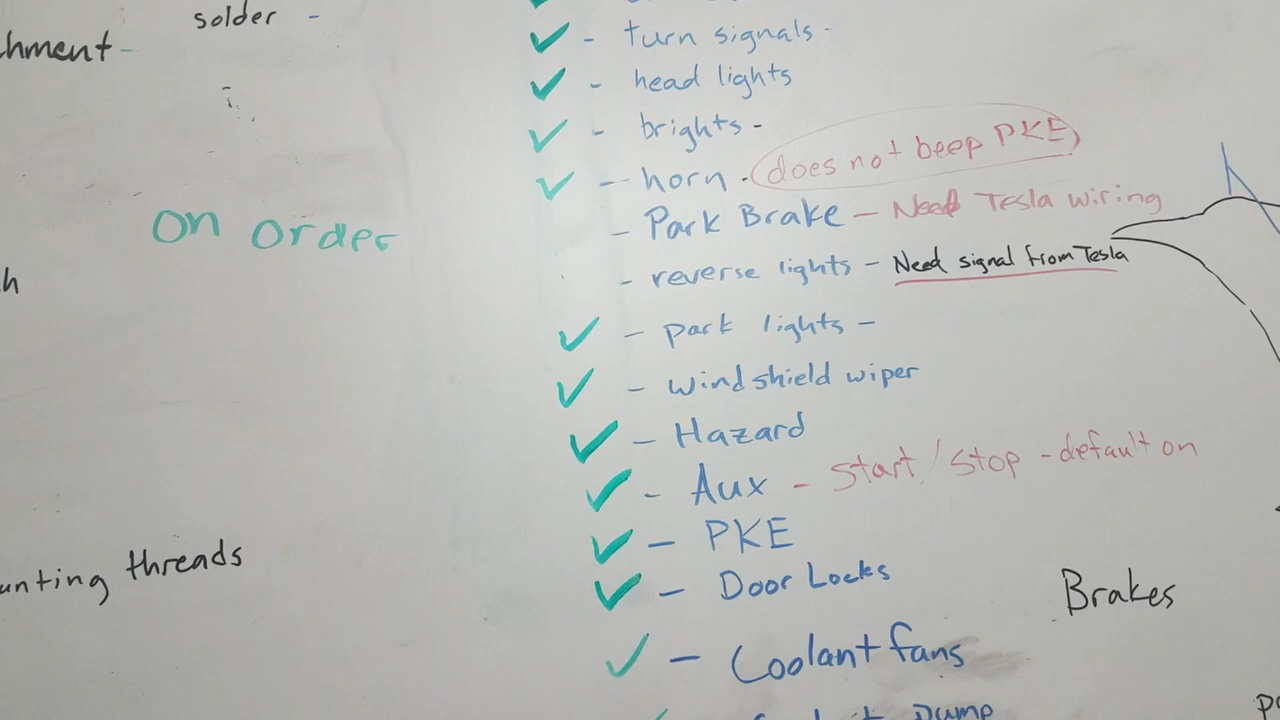 solder -
chment -
✓ - turn signals -
✓ - head lights
✓ - brights -
✓ - horn - (does not beep PKE)
- Park Brake - Need Tesla wiring
- reverse lights - Need signal from Tesla
✓ - park lights -
✓ - windshield wiper
✓ - Hazard
✓ - Aux - start/stop - default on
✓ - PKE
✓ - Door Locks
✓ - Coolant fans
On Order
h
unting threads
Brakes